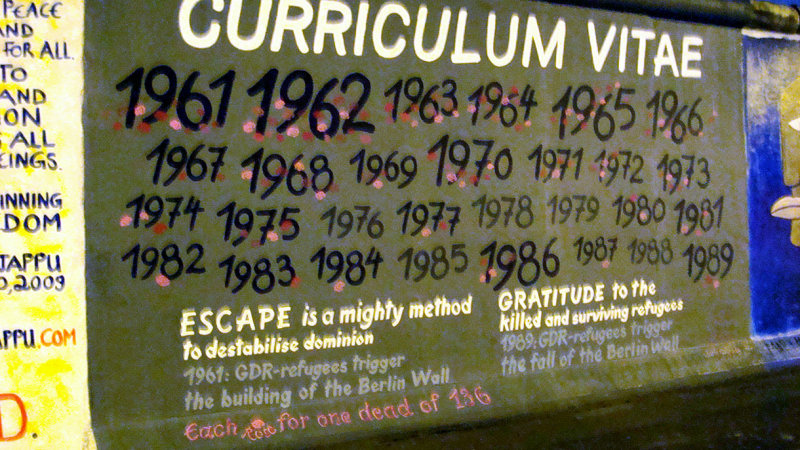 PEACE
AND
FOR ALL.
TO
AND
ON
ALL
EINGS.
INNING
DOM
JAPPU
0,2009
APPU.COM
D.
CURRICULUM VITAE
1961 1962 1963 1964 1965 1966
1967 1968 1969 1970 1971 1972 1973
1974 1975 1976 1977 1978 1979 1980 1981
1982 1983 1984 1985 1986 1987 1988 1989
ESCAPE is a mighty method
to destabilise dominion
1961: GDR-refugees trigger
the building of the Berlin Wall
GRATITUDE to the
killed and surviving refugees
1989: GDR-refugees trigger
the fall of the Berlin Wall
Each rose for one dead of 136